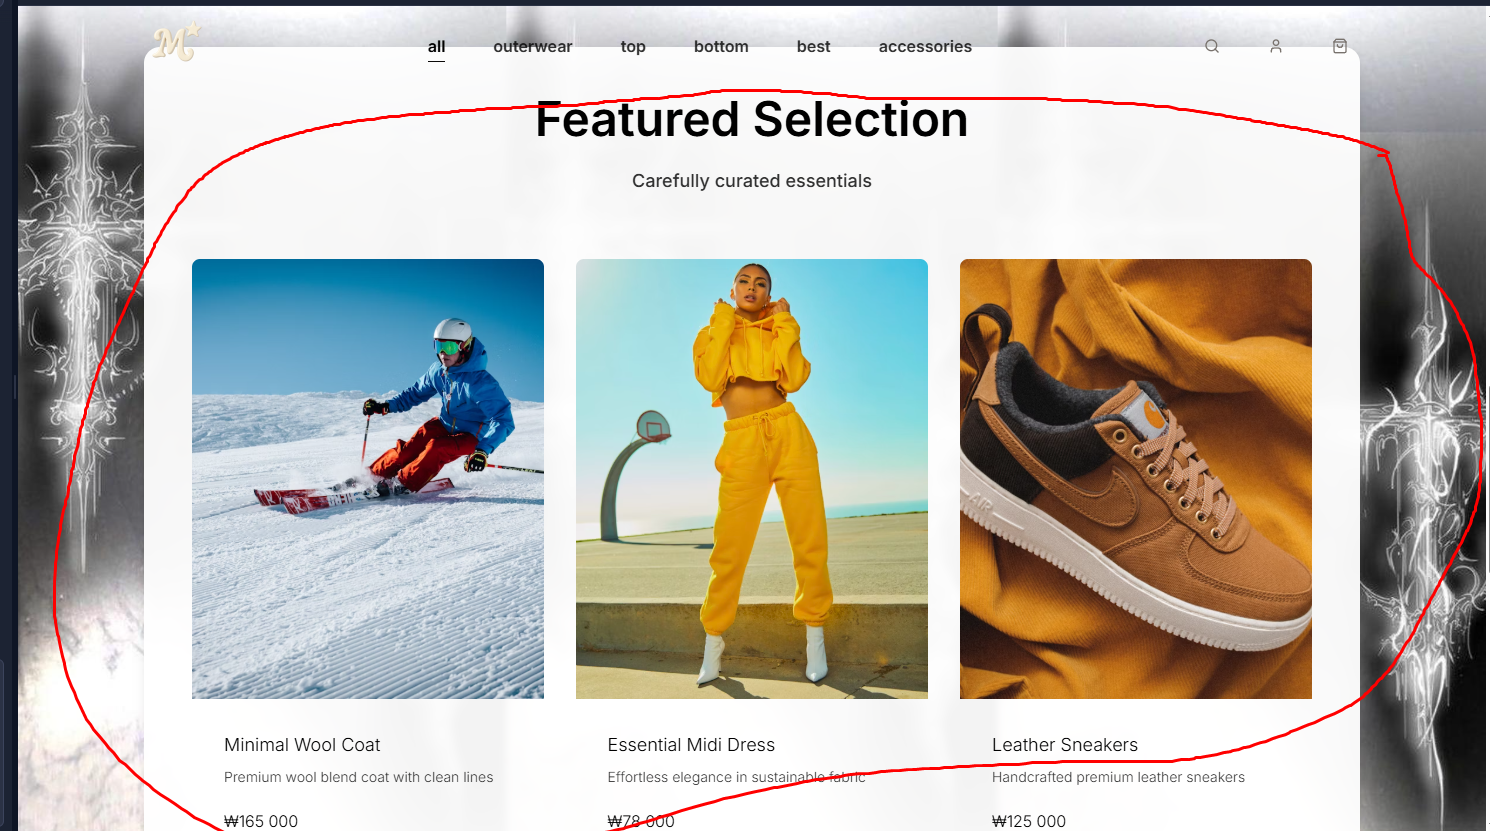 M
all outerwear top bottom best accessories
Featured Selection
Carefully curated essentials
AIR
Minimal Wool Coat Essential Midi Dress Leather Sneakers
Premium wool blend coat with clean lines Effortless elegance in sustainable fabric Handcrafted premium leather sneakers
₩165 000 ₩78 000 ₩125 000